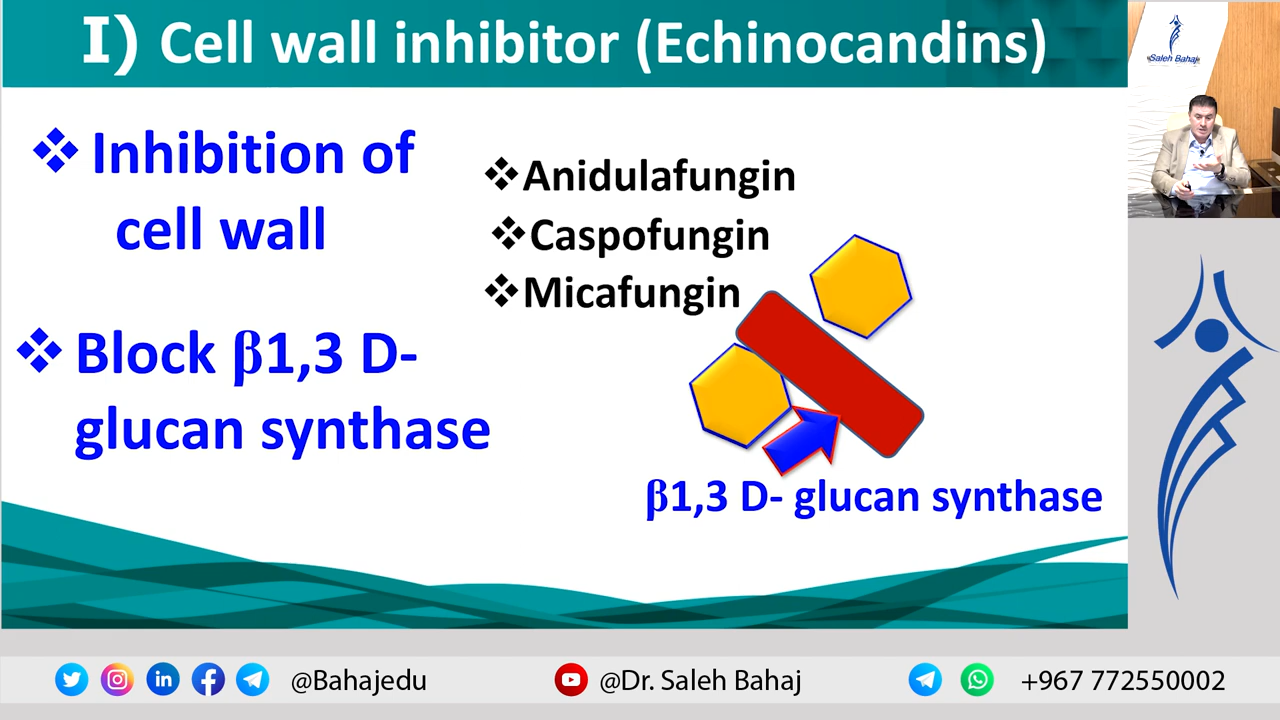 I) Cell wall inhibitor (Echinocandins)
Saleh Bahaj
❖ Inhibition of
cell wall
❖Anidulafungin
❖Caspofungin
❖Micafungin
❖ Block β1,3 D-
glucan synthase
β1,3 D- glucan synthase
@Bahajedu
@Dr. Saleh Bahaj
+967 772550002